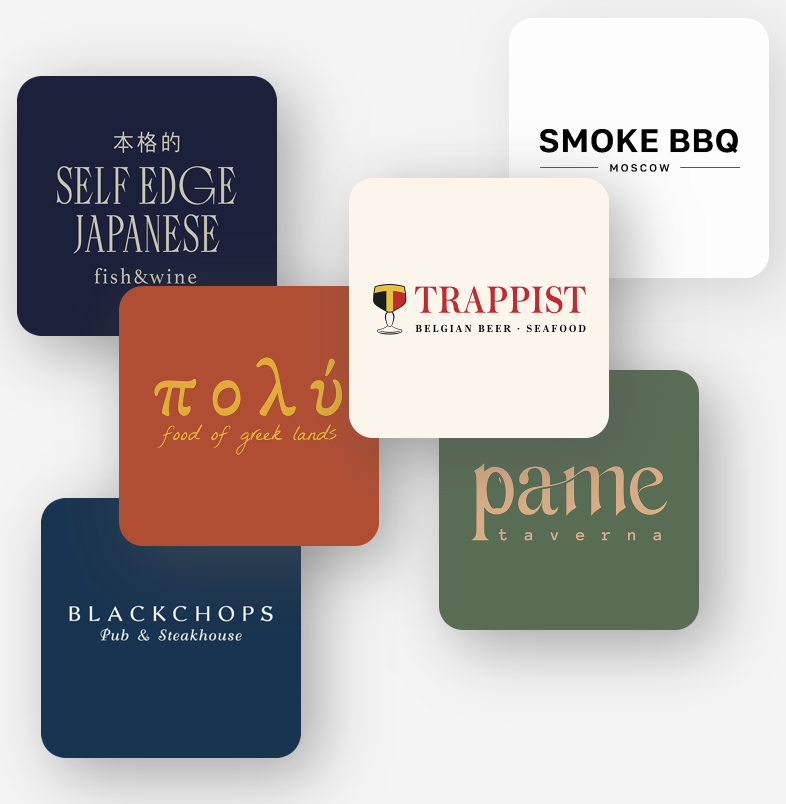 本格的
SELF EDGE
JAPANESE
fish&wine
SMOKE BBQ
MOSCOW
TRAPPIST
BELGIAN BEER · SEAFOOD
πολύ
food of greek lands
pame
taverna
BLACKCHOPS
Pub & Steakhouse